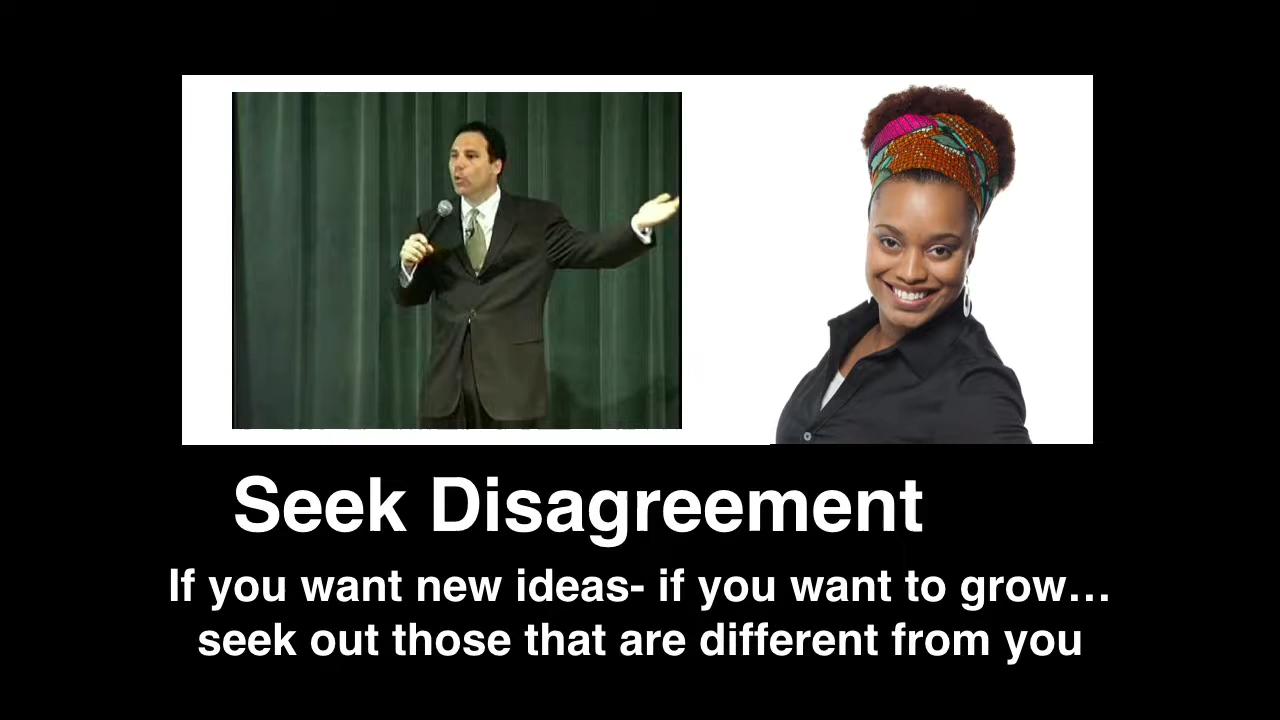 Seek Disagreement
If you want new ideas- if you want to grow…
seek out those that are different from you